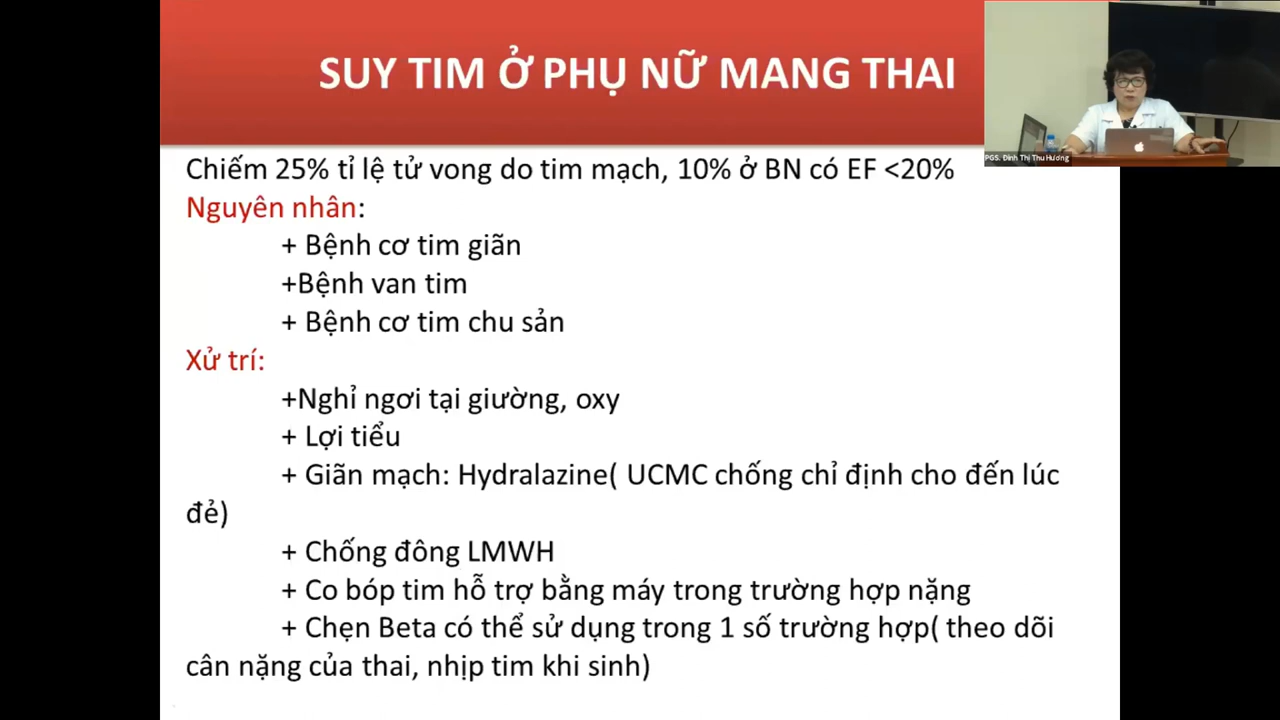 SUY TIM Ở PHỤ NỮ MANG THAI
PGS. Đinh Thị Thu Hương
Chiếm 25% tỉ lệ tử vong do tim mạch, 10% ở BN có EF <20%
Nguyên nhân:
+ Bệnh cơ tim giãn
+Bệnh van tim
+ Bệnh cơ tim chu sản
Xử trí:
+Nghỉ ngơi tại giường, oxy
+ Lợi tiểu
+ Giãn mạch: Hydralazine( UCMC chống chỉ định cho đến lúc
đẻ)
+ Chống đông LMWH
+ Co bóp tim hỗ trợ bằng máy trong trường hợp nặng
+ Chẹn Beta có thể sử dụng trong 1 số trường hợp( theo dõi
cân nặng của thai, nhịp tim khi sinh)